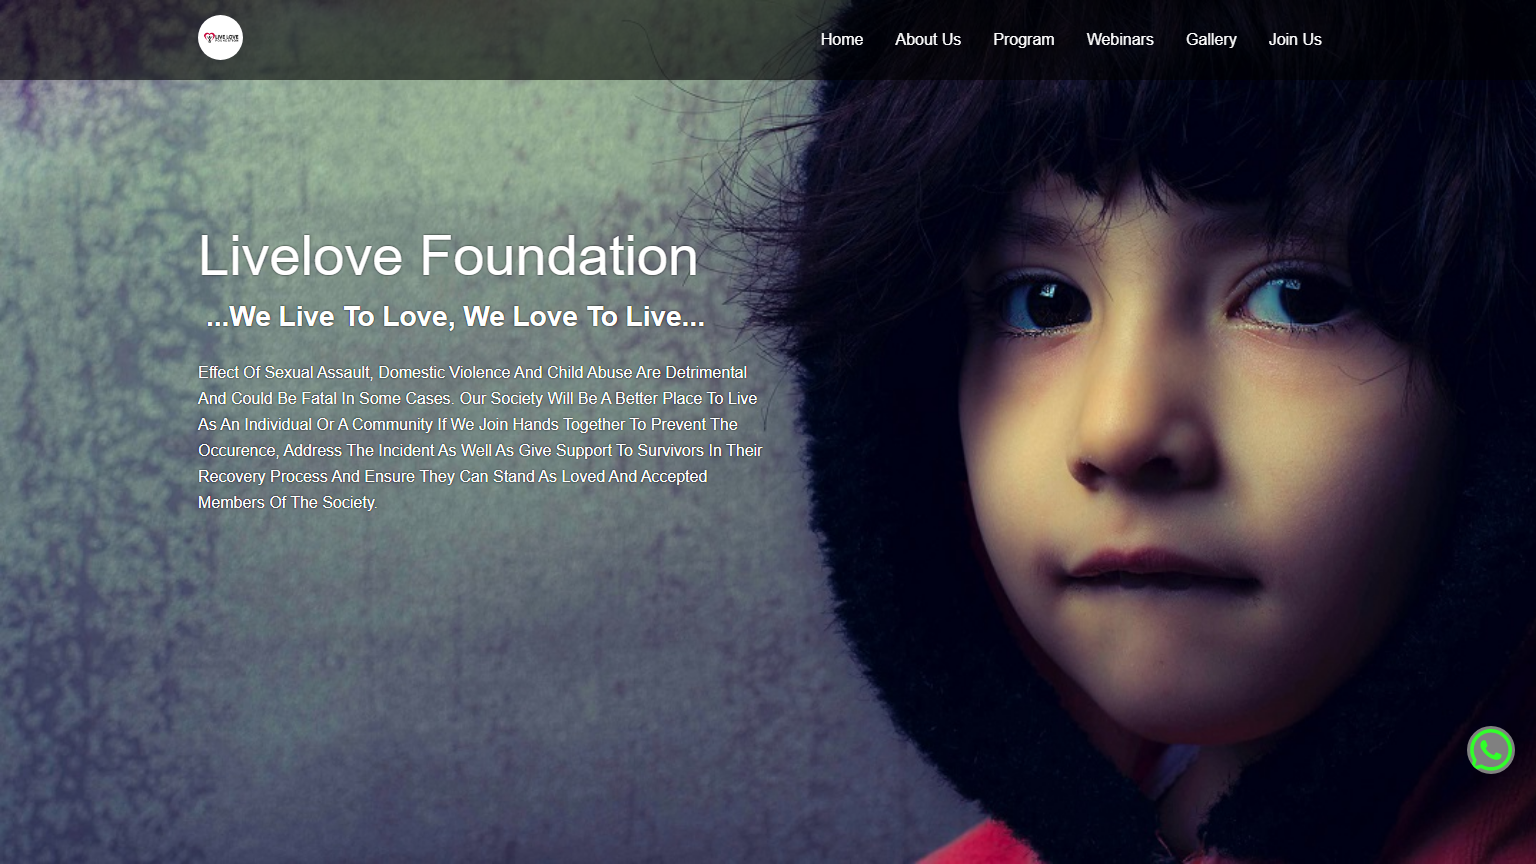 LIVE LOVE
FOUNDATION
Home
About Us
Program
Webinars
Gallery
Join Us
Livelove Foundation
...We Live To Love, We Love To Live...
Effect Of Sexual Assault, Domestic Violence And Child Abuse Are Detrimental
And Could Be Fatal In Some Cases. Our Society Will Be A Better Place To Live
As An Individual Or A Community If We Join Hands Together To Prevent The
Occurence, Address The Incident As Well As Give Support To Survivors In Their
Recovery Process And Ensure They Can Stand As Loved And Accepted
Members Of The Society.